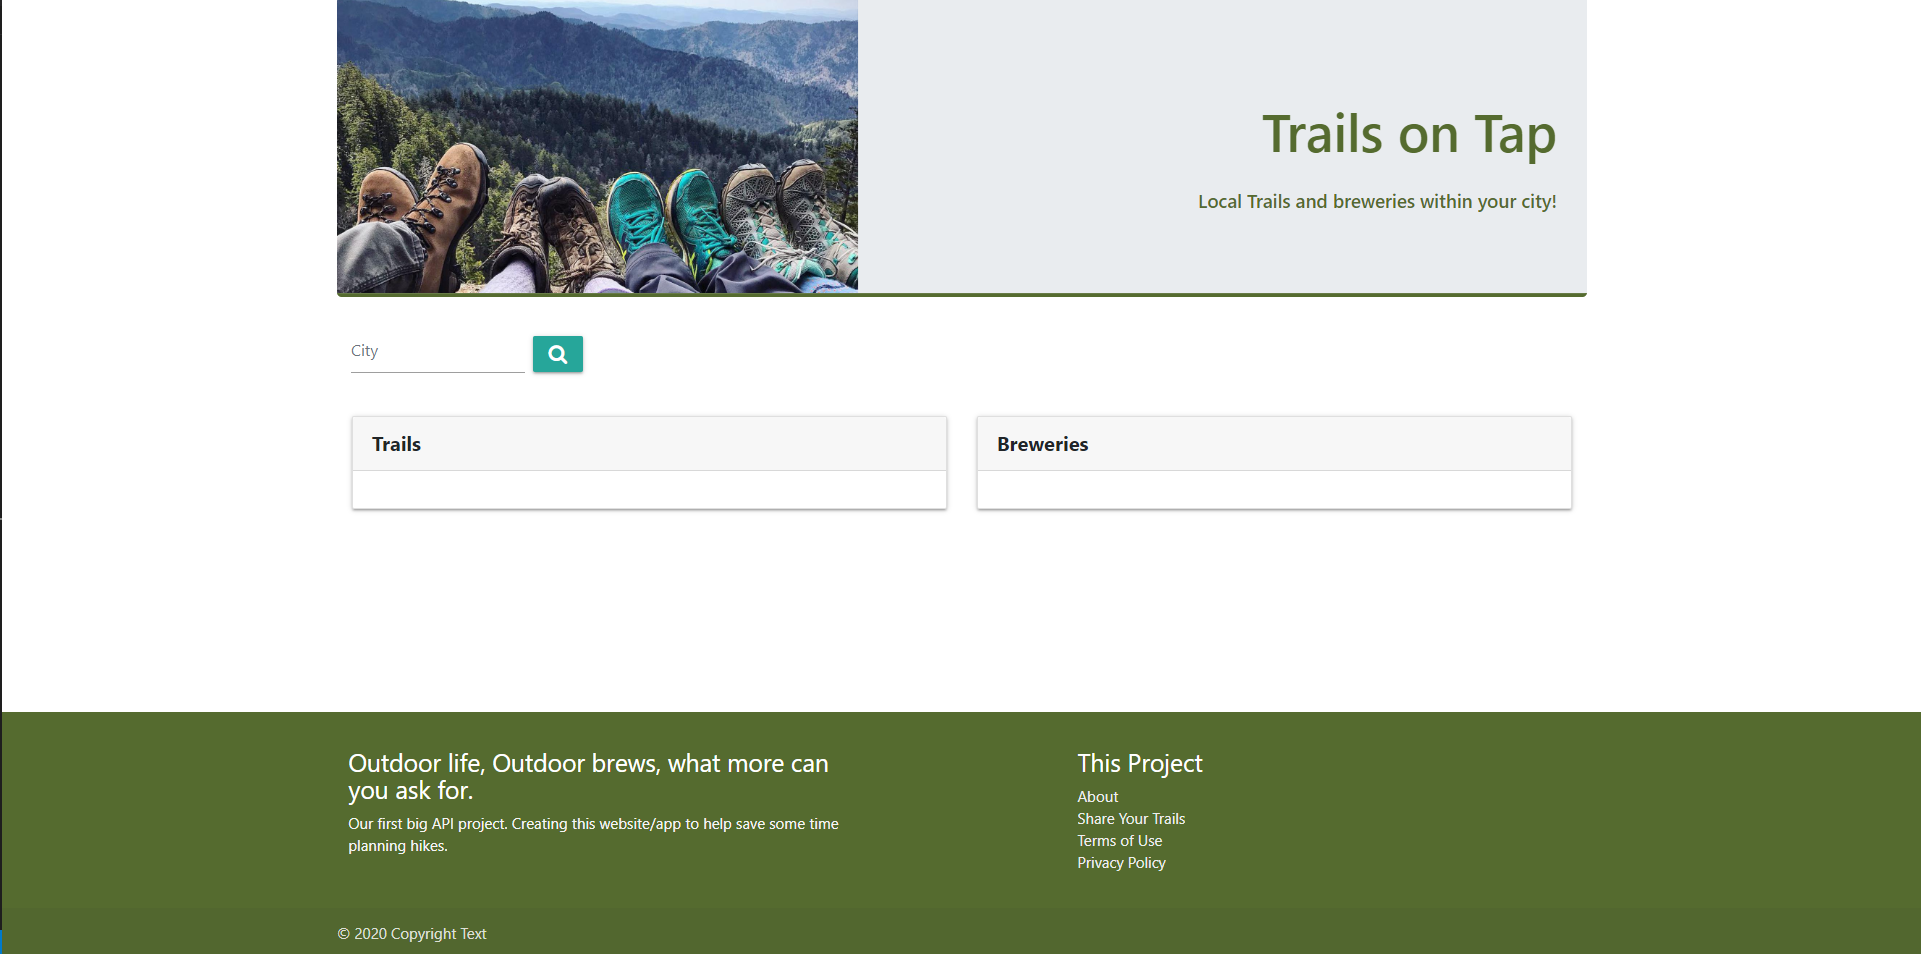 Trails on Tap
Local Trails and breweries within your city!
City
Trails
Breweries
Outdoor life, Outdoor brews, what more can
you ask for.
Our first big API project. Creating this website/app to help save some time
planning hikes.
This Project
About
Share Your Trails
Terms of Use
Privacy Policy
© 2020 Copyright Text